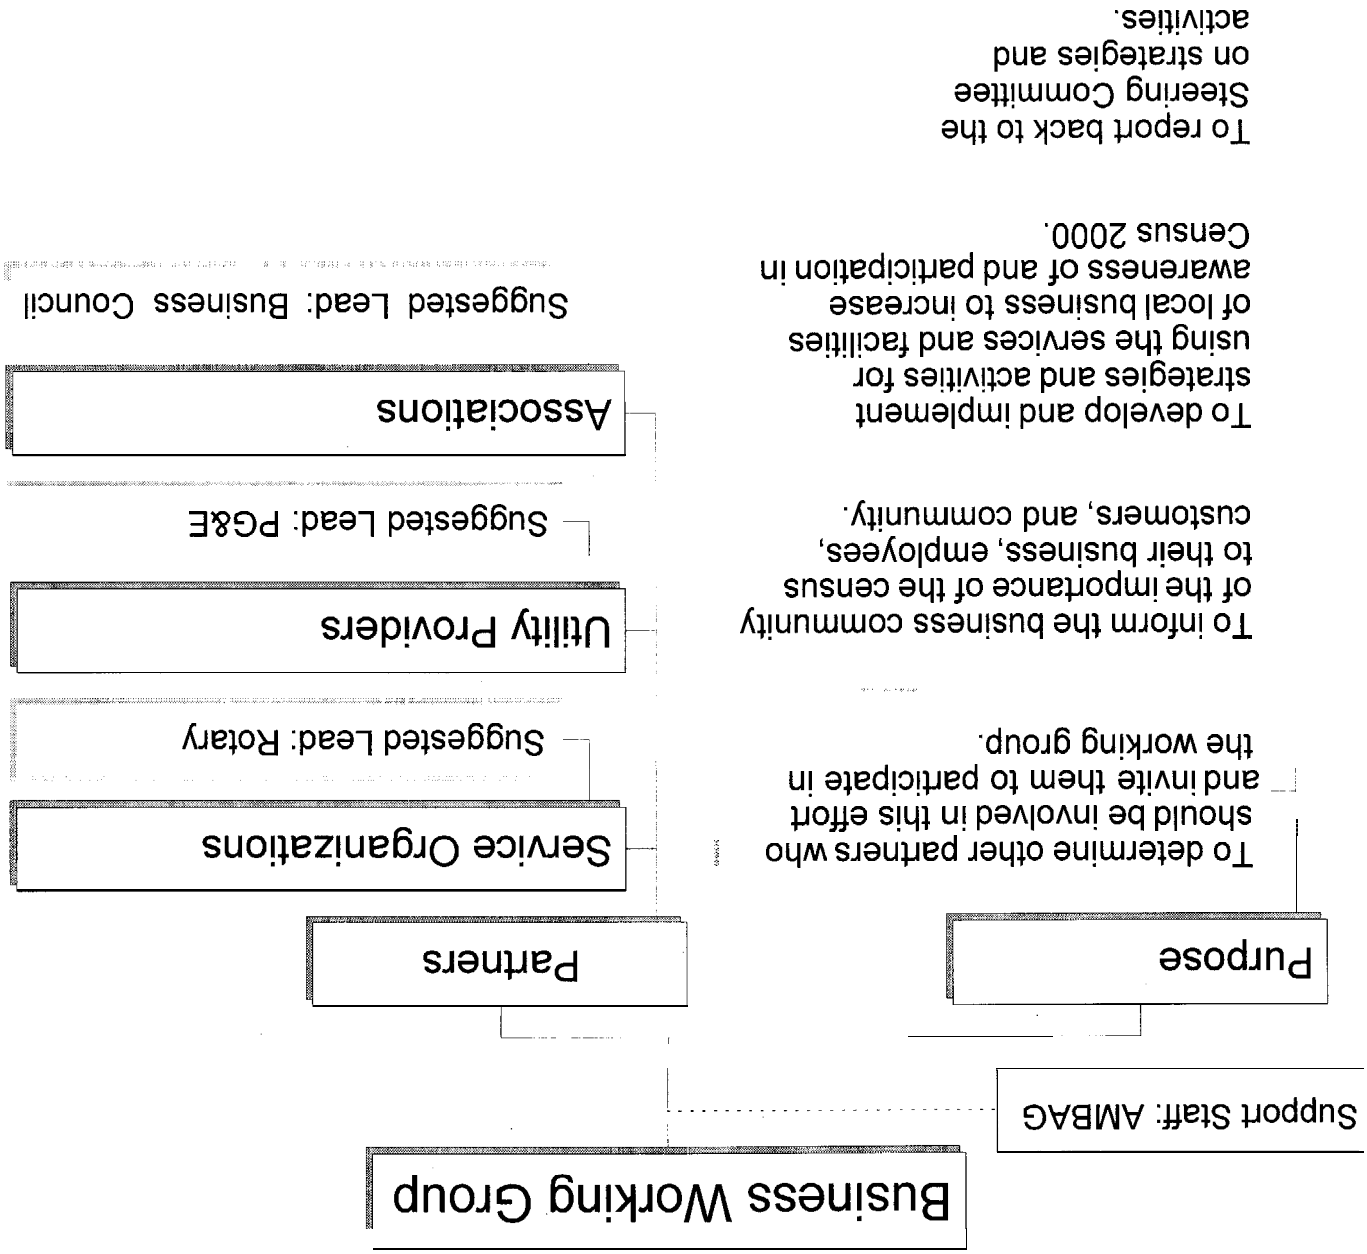 Business Working Group
Support Staff: AMBAG
Purpose
To determine other partners who
should be involved in this effort
and invite them to participate in
the working group.
To inform the business community
of the importance of the census
to their business, employees,
customers, and community.
To develop and implement
strategies and activities for
using the services and facilities
of local business to increase
awareness of and participation in
Census 2000.
To report back to the
Steering Committee
on strategies and
activities.
Partners
Service Organizations
Suggested Lead: Rotary
Utility Providers
Suggested Lead: PG&E
Associations
Suggested Lead: Business Council